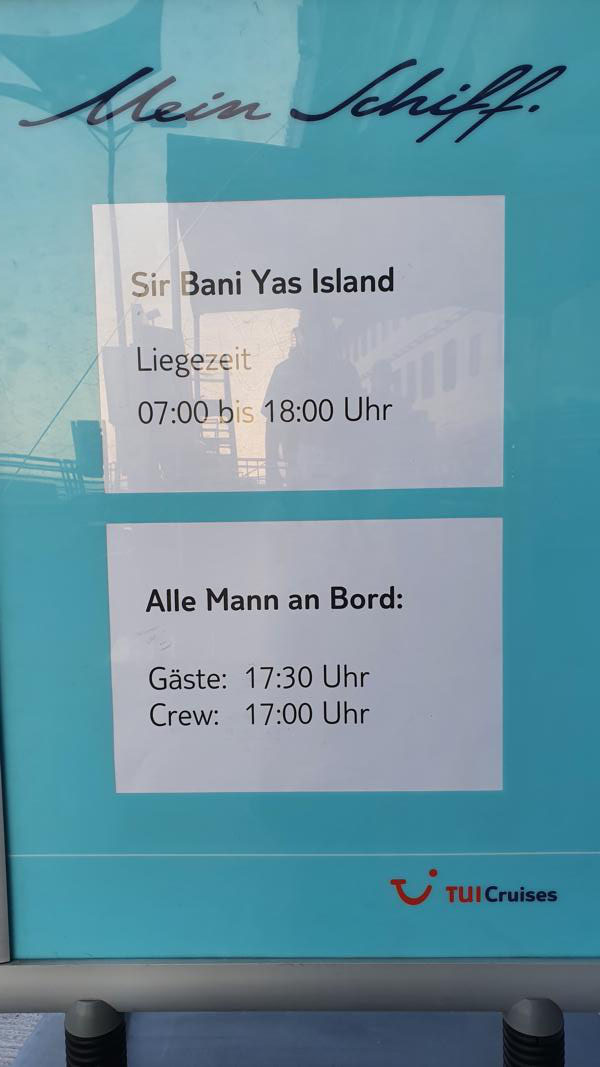 Mein Schiff.
Sir Bani Yas Island
Liegezeit
07:00 bis 18:00 Uhr
Alle Mann an Bord:
Gäste: 17:30 Uhr
Crew: 17:00 Uhr
TUI Cruises